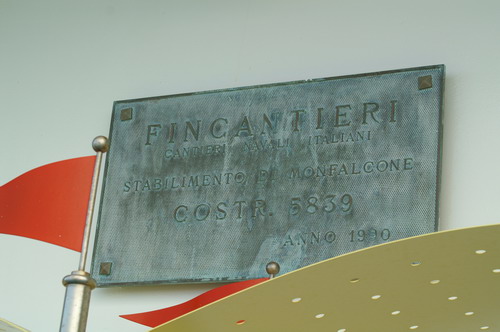 FINCANTIERI
CANTIERI NAVALI ITALIANI
STABILIMENTO DI MONFALCONE
COSTR. 5839
ANNO 1990